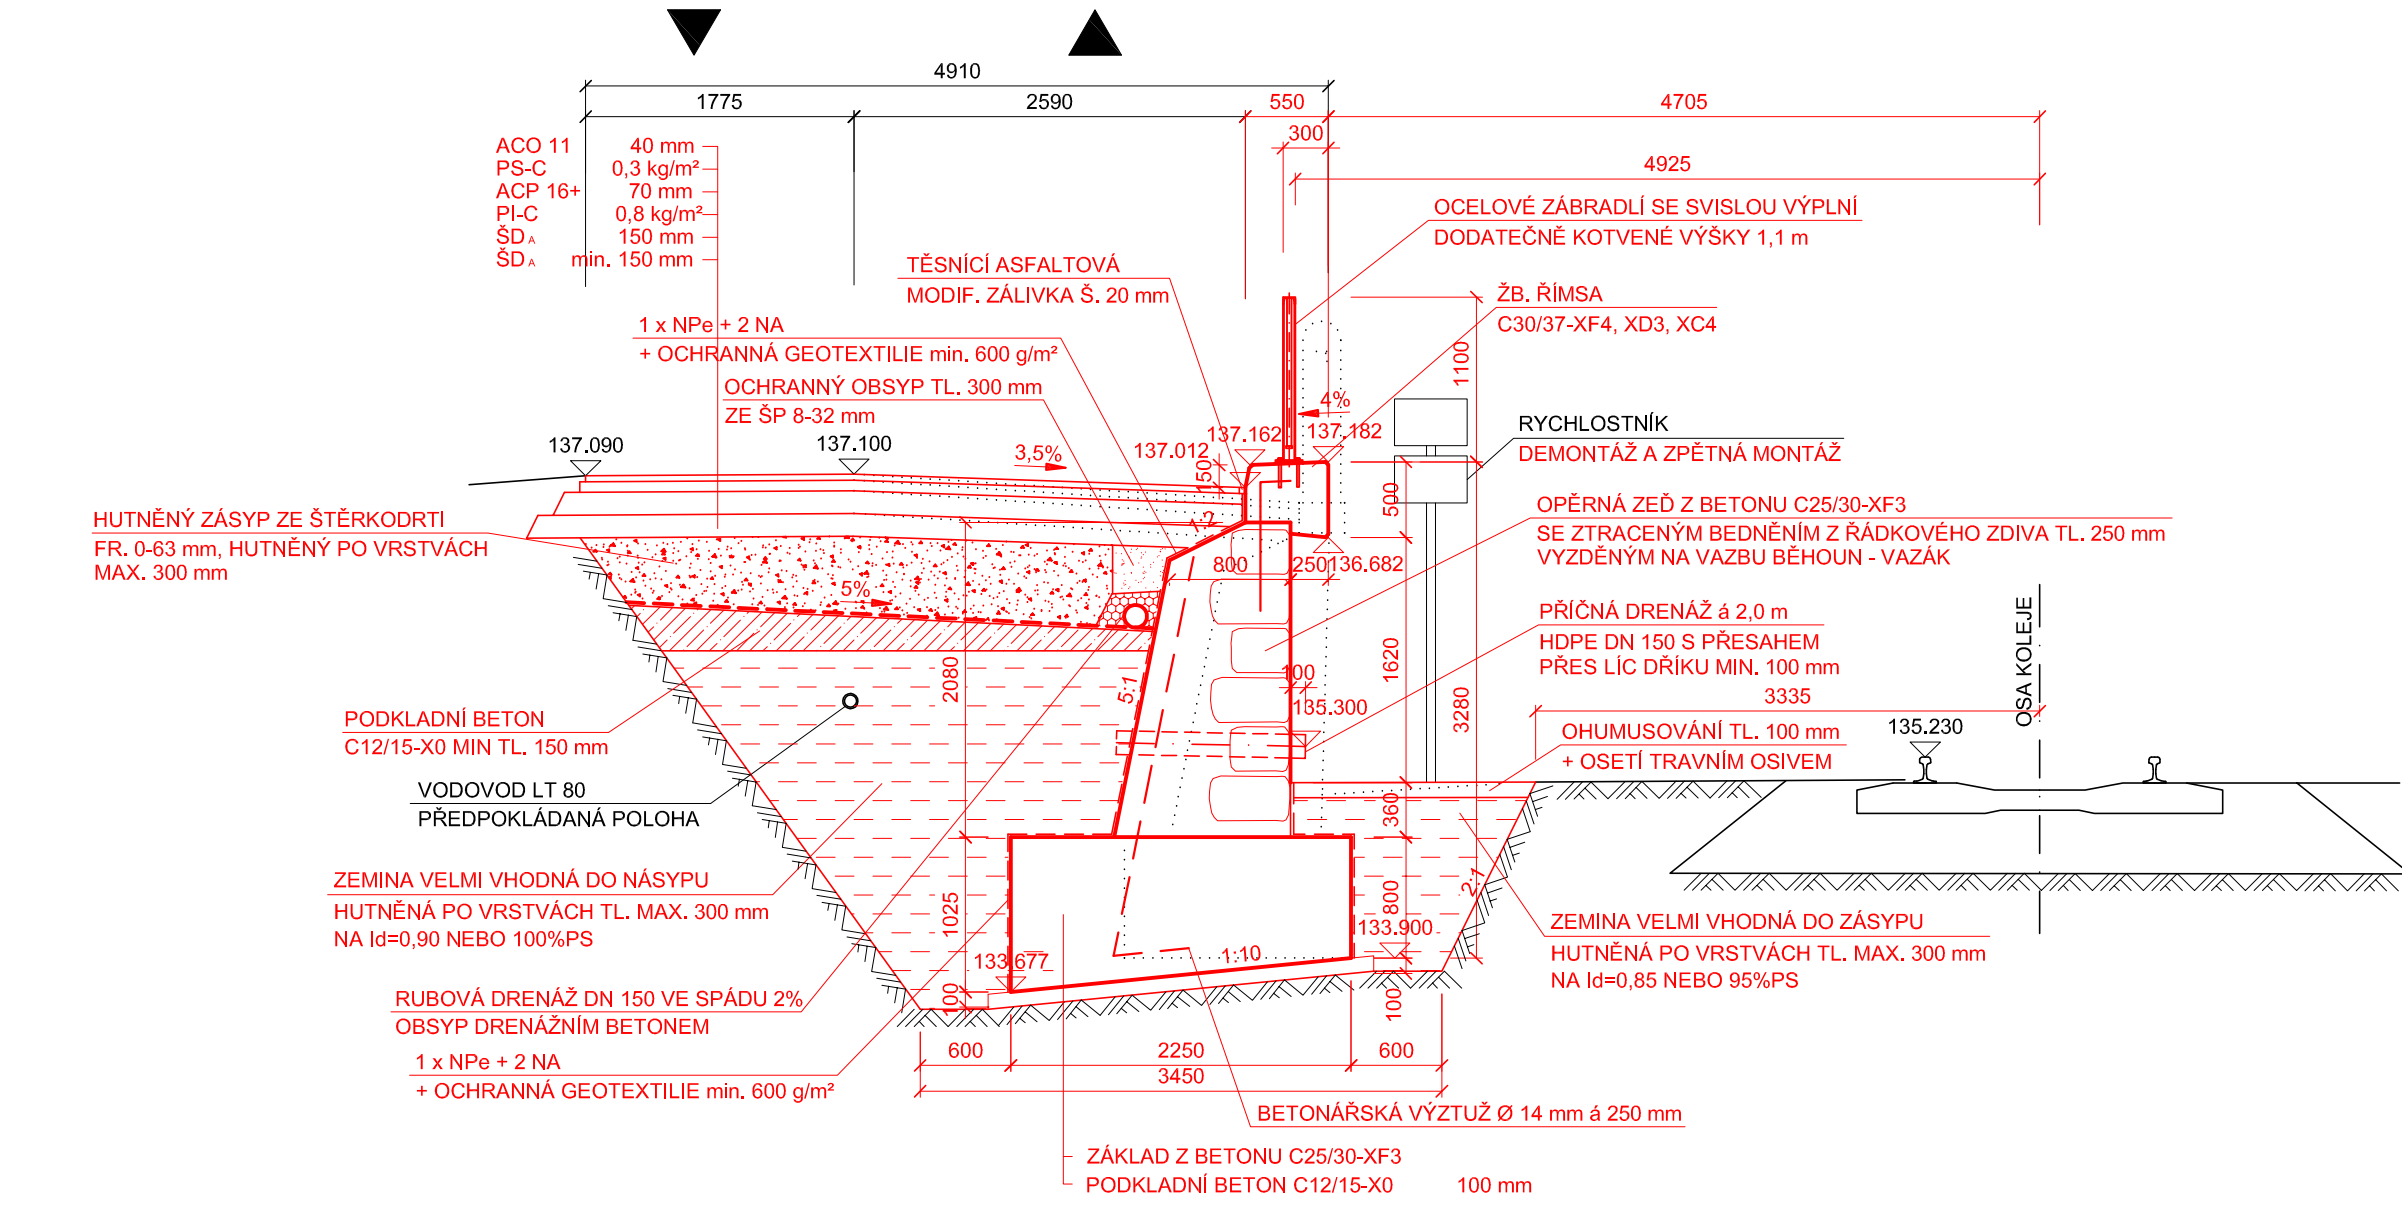 4910
1775
2590
550
4705
300
4925
ACO 11 40 mm
PS-C 0,3 kg/m²
ACP 16+ 70 mm
PI-C 0,8 kg/m²
ŠD A 150 mm
ŠD A min. 150 mm
OCELOVÉ ZÁBRADLÍ SE SVISLOU VÝPLNÍ
DODATEČNĚ KOTVENÉ VÝŠKY 1,1 m
TĚSNÍCÍ ASFALTOVÁ
MODIF. ZÁLIVKA Š. 20 mm
ŽB. ŘÍMSA
C30/37-XF4, XD3, XC4
1 x NPe + 2 NA
+ OCHRANNÁ GEOTEXTILIE min. 600 g/m²
OCHRANNÝ OBSYP TL. 300 mm
ZE ŠP 8-32 mm
1100
4%
RYCHLOSTNÍK
DEMONTÁŽ A ZPĚTNÁ MONTÁŽ
137.090
137.100
3,5%
137.012
137.162
137.182
150
500
HUTNĚNÝ ZÁSYP ZE ŠTĚRKODRTI
FR. 0-63 mm, HUTNĚNÝ PO VRSTVÁCH
MAX. 300 mm
OPĚRNÁ ZEĎ Z BETONU C25/30-XF3
SE ZTRACENÝM BEDNĚNÍM Z ŘÁDKOVÉHO ZDIVA TL. 250 mm
VYZDĚNÝM NA VAZBU BĚHOUN - VAZÁK
1:2
800
250
136.682
5%
PŘÍČNÁ DRENÁŽ á 2,0 m
HDPE DN 150 S PŘESAHEM
PŘES LÍC DŘÍKU MIN. 100 mm
OSA KOLEJE
2080
5:1
100
1620
3280
135.300
3335
135.230
PODKLADNÍ BETON
C12/15-X0 MIN TL. 150 mm
OHUMUSOVÁNÍ TL. 100 mm
+ OSETÍ TRAVNÍM OSIVEM
VODOVOD LT 80
PŘEDPOKLÁDANÁ POLOHA
360
ZEMINA VELMI VHODNÁ DO NÁSYPU
HUTNĚNÁ PO VRSTVÁCH TL. MAX. 300 mm
NA Id=0,90 NEBO 100%PS
1025
800
2:1
133.900
ZEMINA VELMI VHODNÁ DO ZÁSYPU
HUTNĚNÁ PO VRSTVÁCH TL. MAX. 300 mm
NA Id=0,85 NEBO 95%PS
133.677
1:10
100
100
RUBOVÁ DRENÁŽ DN 150 VE SPÁDU 2%
OBSYP DRENÁŽNÍM BETONEM
600
2250
600
3450
1 x NPe + 2 NA
+ OCHRANNÁ GEOTEXTILIE min. 600 g/m²
BETONÁŘSKÁ VÝZTUŽ Ø 14 mm á 250 mm
ZÁKLAD Z BETONU C25/30-XF3
PODKLADNÍ BETON C12/15-X0 100 mm